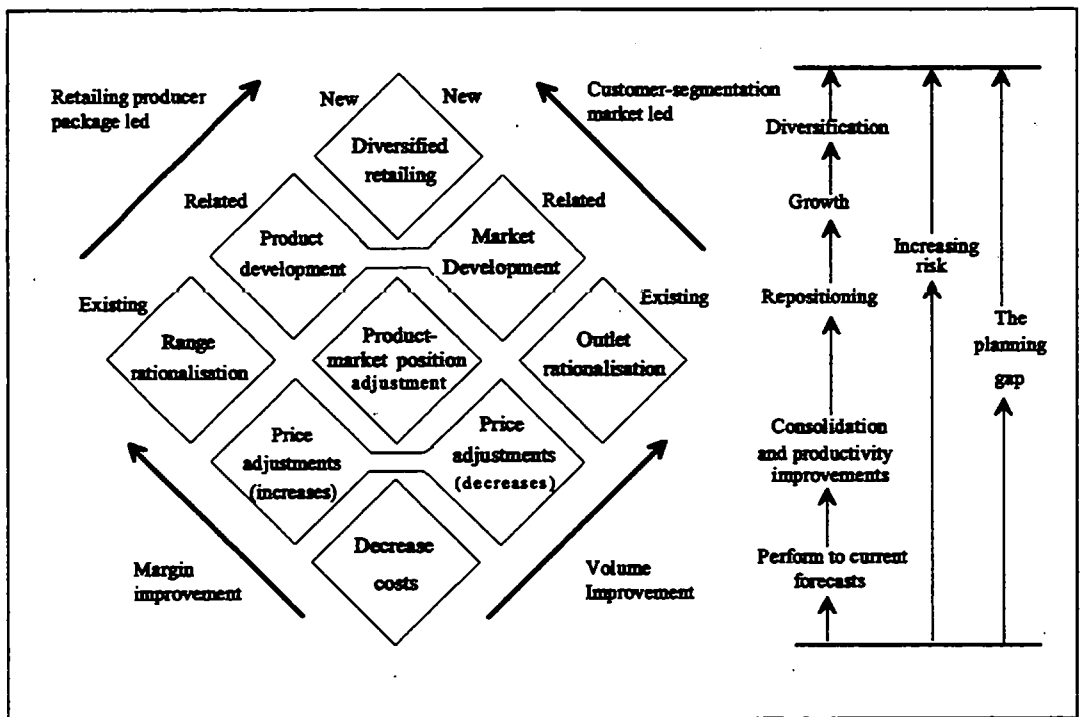 Retailing producer
package led
New
New
Customer-segmentation
market led
Diversified
retailing
Related
Related
Product
development
Market
Development
Existing
Existing
Range
rationalisation
Product-
market position
adjustment
Outlet
rationalisation
Price
adjustments
(increases)
Price
adjustments
(decreases)
Decrease
costs
Margin
improvement
Volume
Improvement
Diversification
Growth
Repositioning
Consolidation
and productivity
improvements
Perform to current
forecasts
Increasing
risk
The
planning
gap